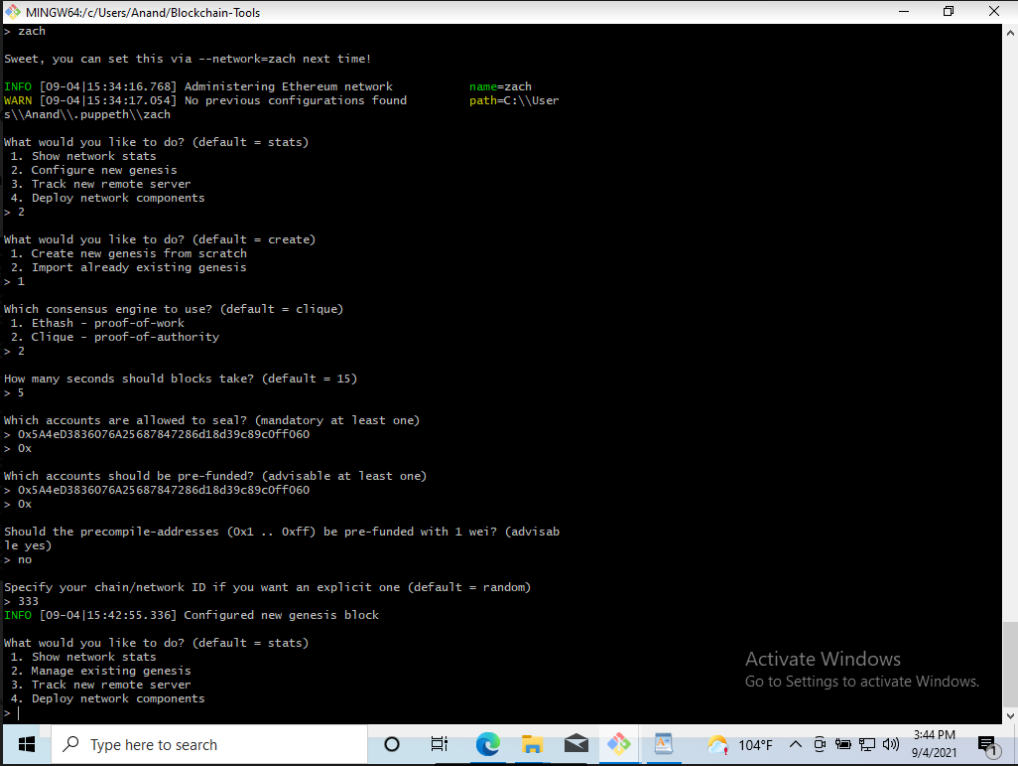 MINGW64:/c/Users/Anand/Blockchain-Tools
> zach
Sweet, you can set this via --network=zach next time!
INFO [09-04|15:34:16.768] Administering Ethereum network name=zach
WARN [09-04|15:34:17.054] No previous configurations found path=C:\\User
s\\Anand\\.puppeth\\zach
What would you like to do? (default = stats)
1. Show network stats
2. Configure new genesis
3. Track new remote server
4. Deploy network components
> 2
What would you like to do? (default = create)
1. Create new genesis from scratch
2. Import already existing genesis
> 1
Which consensus engine to use? (default = clique)
1. Ethash - proof-of-work
2. Clique - proof-of-authority
> 2
How many seconds should blocks take? (default = 15)
> 5
Which accounts are allowed to seal? (mandatory at least one)
> 0x5A4eD3836076A25687847286d18d39c89c0ff060
> 0x
Which accounts should be pre-funded? (advisable at least one)
> 0x5A4eD3836076A25687847286d18d39c89c0ff060
> 0x
Should the precompile-addresses (0x1 .. 0xff) be pre-funded with 1 wei? (advisab
le yes)
> no
Specify your chain/network ID if you want an explicit one (default = random)
> 333
INFO [09-04|15:42:55.336] Configured new genesis block
What would you like to do? (default = stats)
1. Show network stats
2. Manage existing genesis
3. Track new remote server
4. Deploy network components
>
Activate Windows
Go to Settings to activate Windows.
Type here to search
104°F
3:44 PM
9/4/2021
1